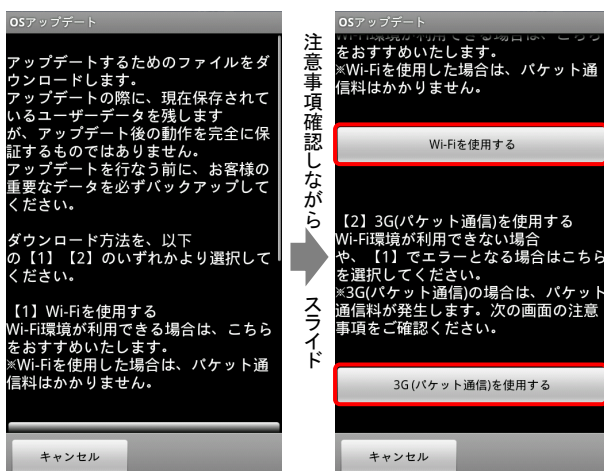 OSアップデート
アップデートするためのファイルをダ
ウンロードします。
アップデートの際に、現在保存されて
いるユーザーデータを残します
が、アップデート後の動作を完全に保
証するものではありません。
アップデートを行なう前に、お客様の
重要なデータを必ずバックアップして
ください。
ダウンロード方法を、以下
の【1】【2】のいずれかより選択して
ください。
【1】Wi-Fiを使用する
Wi-Fi環境が利用できる場合は、こちら
をおすすめいたします。
※Wi-Fiを使用した場合は、パケット通
信料はかかりません。
キャンセル
注意事項確認しながら スライド
OSアップデート
Wi-Fi環境が利用できる場合は、こちら
をおすすめいたします。
※Wi-Fiを使用した場合は、パケット通
信料はかかりません。
Wi-Fiを使用する
【2】3G(パケット通信)を使用する
Wi-Fi環境が利用できない場合
や、【1】でエラーとなる場合はこちら
を選択してください。
※3G(パケット通信)の場合は、パケット
通信料が発生します。次の画面の注意
事項をご確認ください。
3G(パケット通信)を使用する
キャンセル